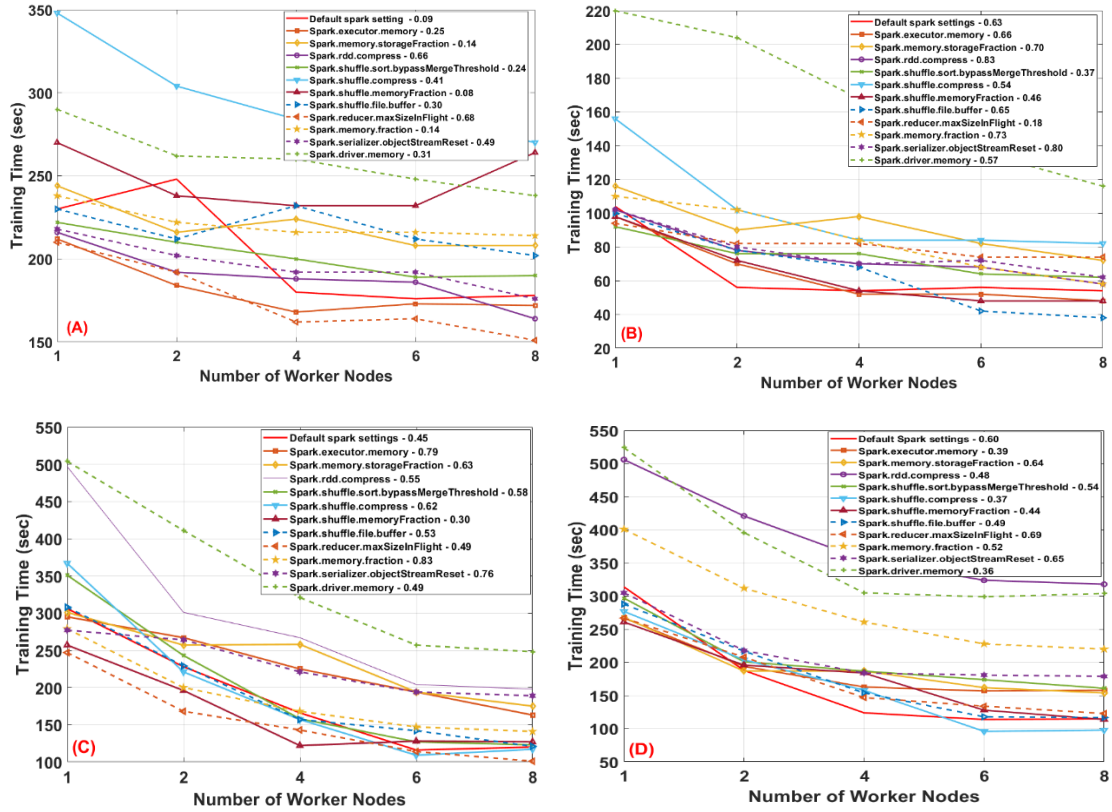 350
300
250
200
150
Training Time (sec)
Default spark setting - 0.09
Spark.executor.memory - 0.25
Spark.memory.storageFraction - 0.14
Spark.rdd.compress - 0.66
Spark.shuffle.sort.bypassMergeThreshold - 0.24
Spark.shuffle.compress - 0.41
Spark.shuffle.memoryFraction - 0.08
Spark.shuffle.file.buffer - 0.30
Spark.reducer.maxSizeInFlight - 0.68
Spark.memory.fraction - 0.14
Spark.serializer.objectStreamReset - 0.49
Spark.driver.memory - 0.31
(A)
1 2 4 6 8
Number of Worker Nodes
220
200
180
160
140
120
100
80
60
40
20
Training Time (sec)
Default spark settings - 0.63
Spark.executor.memory - 0.66
Spark.memory.storageFraction - 0.70
Spark.rdd.compress - 0.83
Spark.shuffle.sort.bypassMergeThreshold - 0.37
Spark.shuffle.compress - 0.54
Spark.shuffle.memoryFraction - 0.46
Spark.shuffle.file.buffer - 0.65
Spark.reducer.maxSizeInFlight - 0.18
Spark.memory.fraction - 0.73
Spark.serializer.objectStreamReset - 0.80
Spark.driver.memory - 0.57
(B)
1 2 4 6 8
Number of Worker Nodes
550
500
450
400
350
300
250
200
150
100
Training Time (sec)
Default spark settings - 0.45
Spark.executor.memory - 0.79
Spark.memory.storageFraction - 0.63
Spark.rdd.compress - 0.55
Spark.shuffle.sort.bypassMergeThreshold - 0.58
Spark.shuffle.compress - 0.62
Spark.shuffle.memoryFraction - 0.30
Spark.shuffle.file.buffer - 0.53
Spark.reducer.maxSizeInFlight - 0.49
Spark.memory.fraction - 0.83
Spark.serializer.objectStreamReset - 0.76
Spark.driver.memory - 0.49
(C)
1 2 4 6 8
Number of Worker Nodes
550
500
450
400
350
300
250
200
150
100
50
Training Time (sec)
Default Spark settings - 0.60
Spark.executor.memory - 0.39
Spark.memory.storageFraction - 0.64
Spark.rdd.compress - 0.48
Spark.shuffle.sort.bypassMergeThreshold - 0.54
Spark.shuffle.compress - 0.37
Spark.shuffle.memoryFraction - 0.44
Spark.shuffle.file.buffer - 0.49
Spark.reducer.maxSizeInFlight - 0.69
Spark.memory.fraction - 0.52
Spark.serializer.objectStreamReset - 0.65
Spark.driver.memory - 0.36
(D)
1 2 4 6 8
Number of Worker Nodes